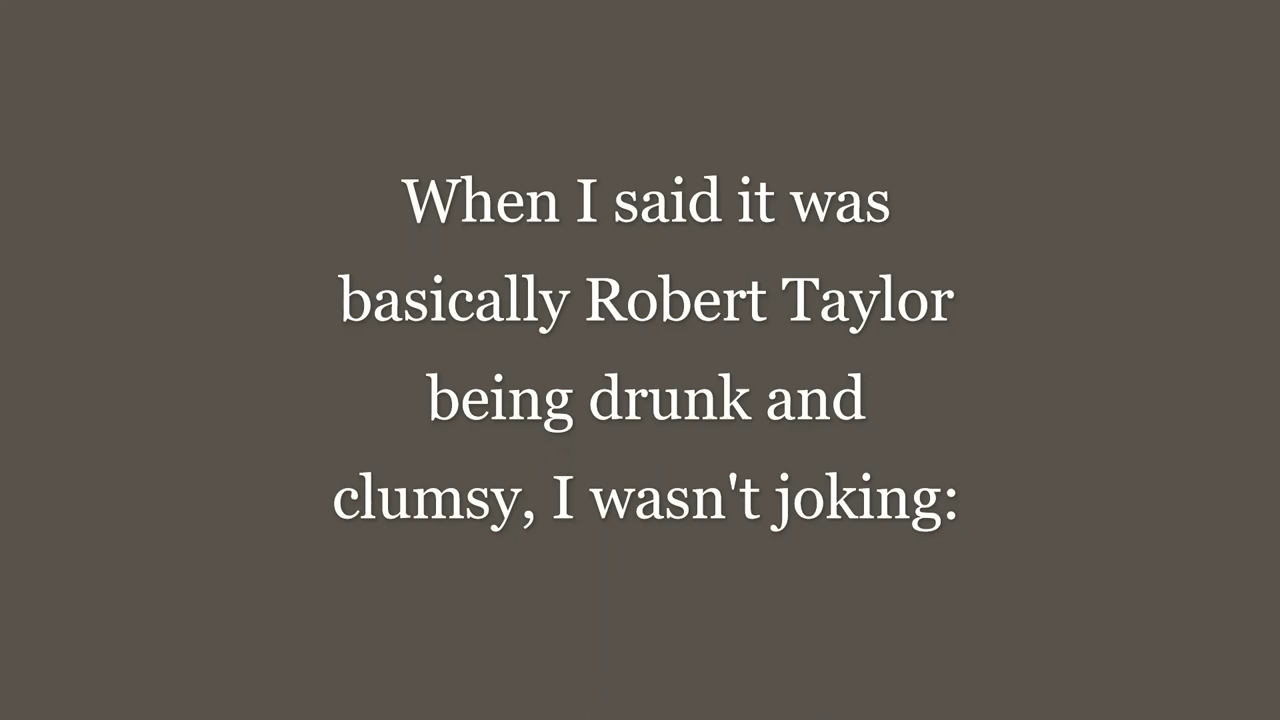 When I said it was
basically Robert Taylor
being drunk and
clumsy, I wasn't joking: